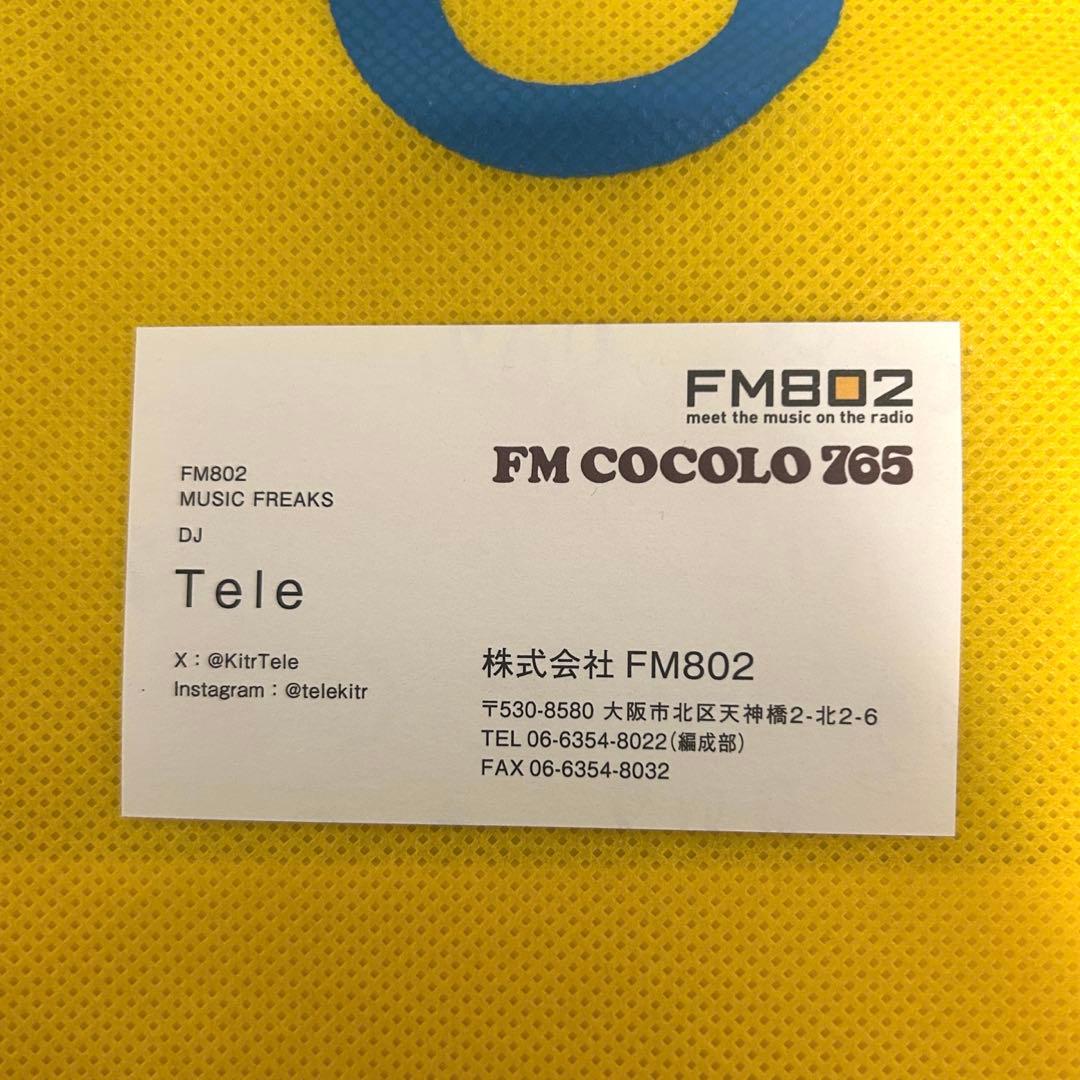 FM802
meet the music on the radio
FM COCOLO 765
FM802
MUSIC FREAKS
DJ
Tele
X：@KitrTele
Instagram：@telekitr
株式会社 FM802
〒530-8580 大阪市北区天神橋2-北2-6
TEL 06-6354-8022（編成部）
FAX 06-6354-8032